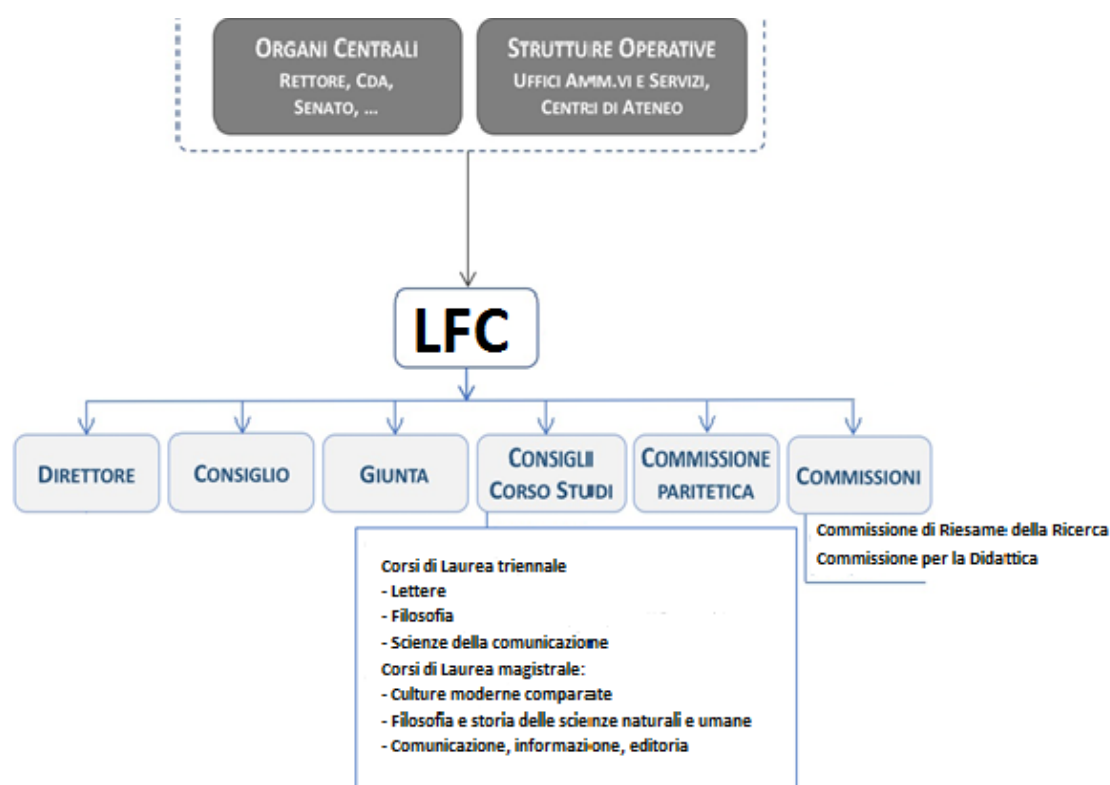 ORGANI CENTRALI
RETTORE, CDA,
SENATO, ...
STRUTTURE OPERATIVE
UFFICI AMM.VI E SERVIZI,
CENTRI DI ATENEO
LFC
DIRETTORE
CONSIGLIO
GIUNTA
CONSIGLI
CORSO STUDI
COMMISSIONE
PARITETICA
COMMISSIONI
Commissione di Riesame della Ricerca
Commissione per la Didattica
Corsi di Laurea triennale
- Lettere
- Filosofia
- Scienze della comunicazione
Corsi di Laurea magistrale:
- Culture moderne comparate
- Filosofia e storia delle scienze naturali e umane
- Comunicazione, informazione, editoria